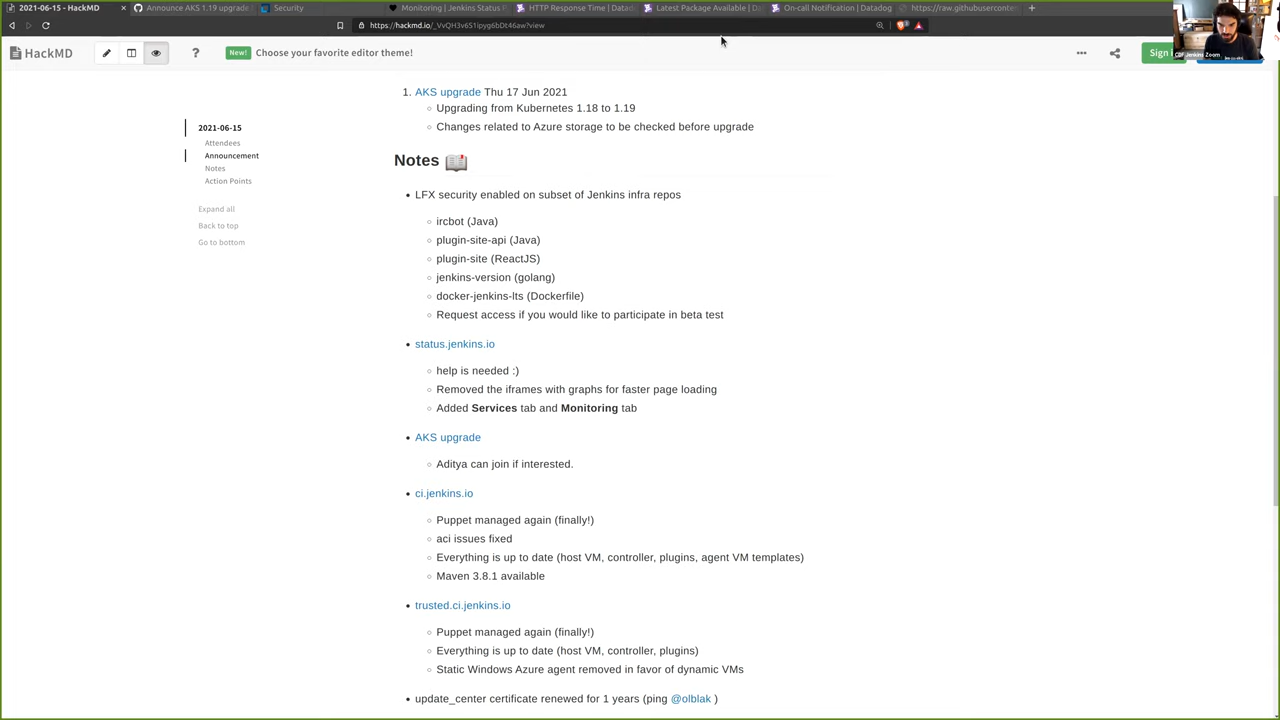 2021-06-15 - HackMD
Announce AKS 1.19 upgrade
Security
Monitoring | Jenkins Status P
HTTP Response Time | Datad
Latest Package Available | Da
On-call Notification | Datadog
https://raw.githubusercontent
HackMD
New! Choose your favorite editor theme!
Sign i
CDF Jenkins Zoom
2021-06-15
Attendees
Announcement
Notes
Action Points
Expand all
Back to top
Go to bottom
1. AKS upgrade Thu 17 Jun 2021
Upgrading from Kubernetes 1.18 to 1.19
Changes related to Azure storage to be checked before upgrade
Notes
LFX security enabled on subset of Jenkins infra repos
ircbot (Java)
plugin-site-api (Java)
plugin-site (ReactJS)
jenkins-version (golang)
docker-jenkins-lts (Dockerfile)
Request access if you would like to participate in beta test
status.jenkins.io
help is needed :)
Removed the iframes with graphs for faster page loading
Added Services tab and Monitoring tab
AKS upgrade
Aditya can join if interested.
ci.jenkins.io
Puppet managed again (finally!)
aci issues fixed
Everything is up to date (host VM, controller, plugins, agent VM templates)
Maven 3.8.1 available
trusted.ci.jenkins.io
Puppet managed again (finally!)
Everything is up to date (host VM, controller, plugins)
Static Windows Azure agent removed in favor of dynamic VMs
update_center certificate renewed for 1 years (ping @olblak )